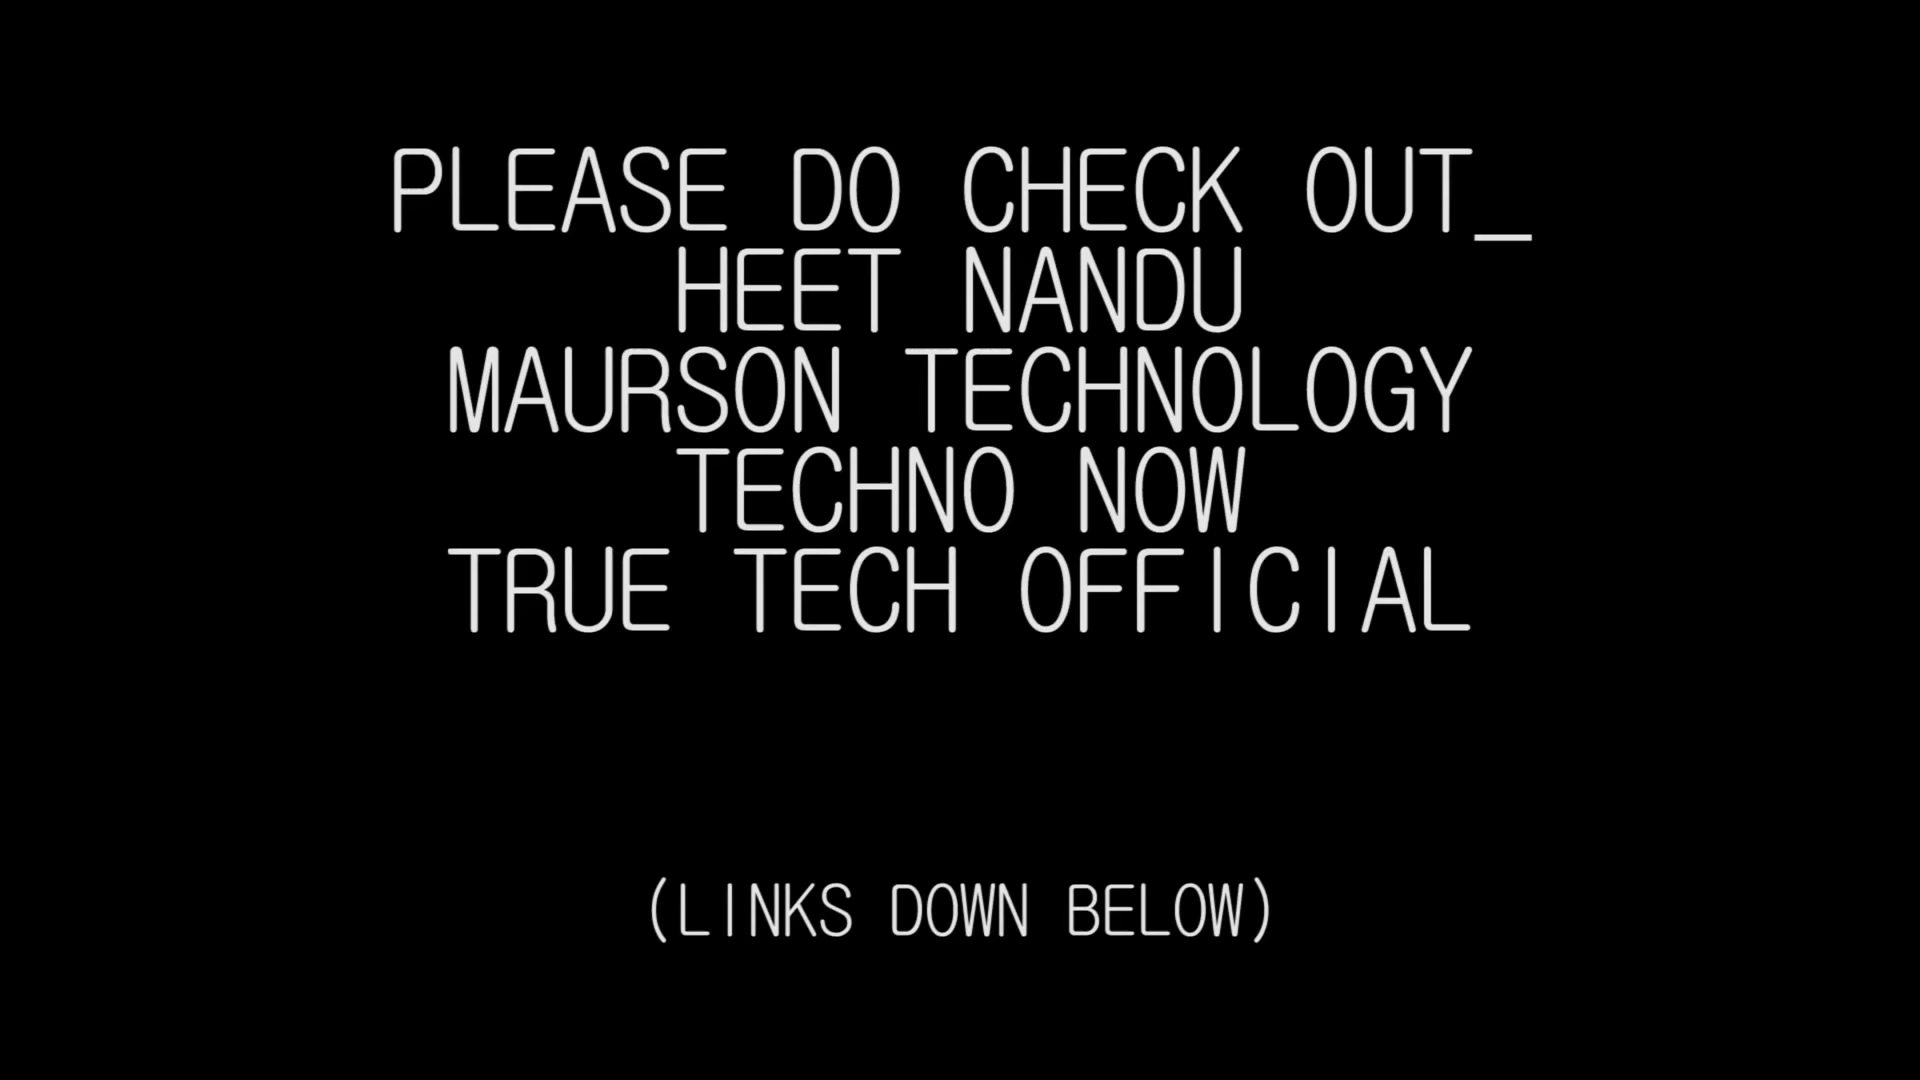 PLEASE DO CHECK OUT_
HEET NANDU
MAURSON TECHNOLOGY
TECHNO NOW
TRUE TECH OFFICIAL
(LINKS DOWN BELOW)